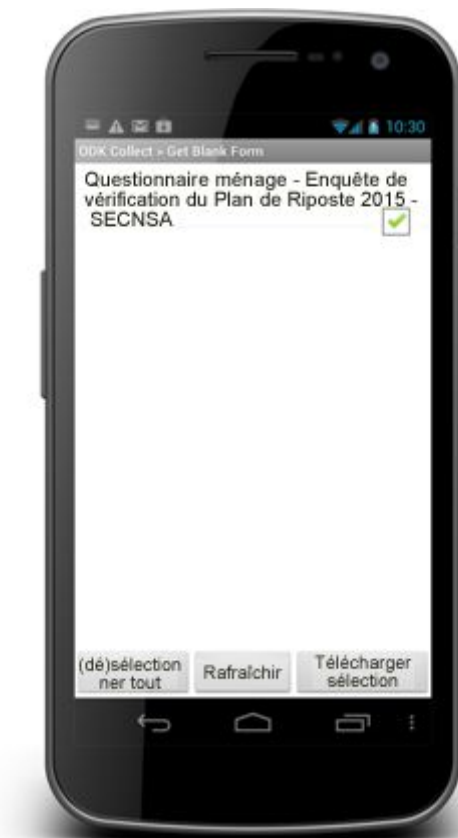 10:30
ODK Collect > Get Blank Form
Questionnaire ménage - Enquête de
vérification du Plan de Riposte 2015 -
SECNSA
(dé)sélection
ner tout
Rafraîchir
Télécharger
sélection